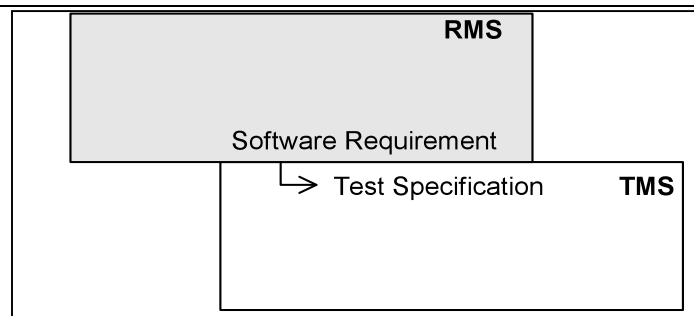 RMS
Software Requirement
Test Specification TMS